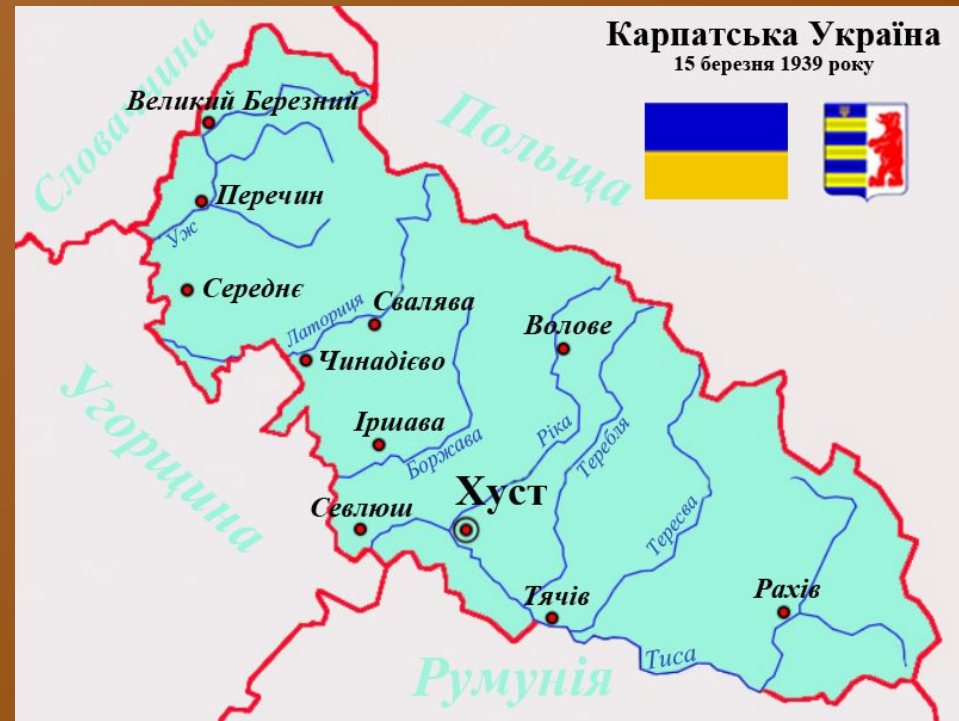 Карпатська Україна
15 березня 1939 року
Словаччина
Польща
Великий Березний
Перечин
Уж
Середнє
Латориця
Свалява
Волове
Чинадієво
Угорщина
Іршава
Боржава
Ріка
Теребля
Севлюш
Хуст
Тересва
Тячів
Рахів
Тиса
Румунія